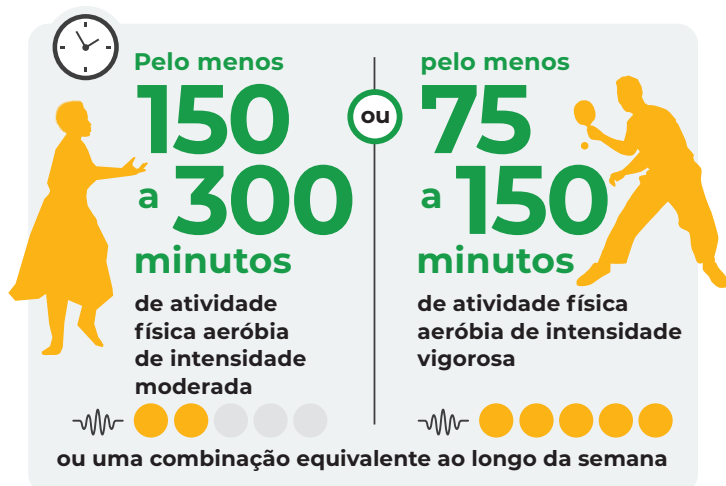 Pelo menos
150
a 300
minutos
de atividade
física aeróbia
de intensidade
moderada
ou
pelo menos
75
a 150
minutos
de atividade física
aeróbia de intensidade
vigorosa
ou uma combinação equivalente ao longo da semana